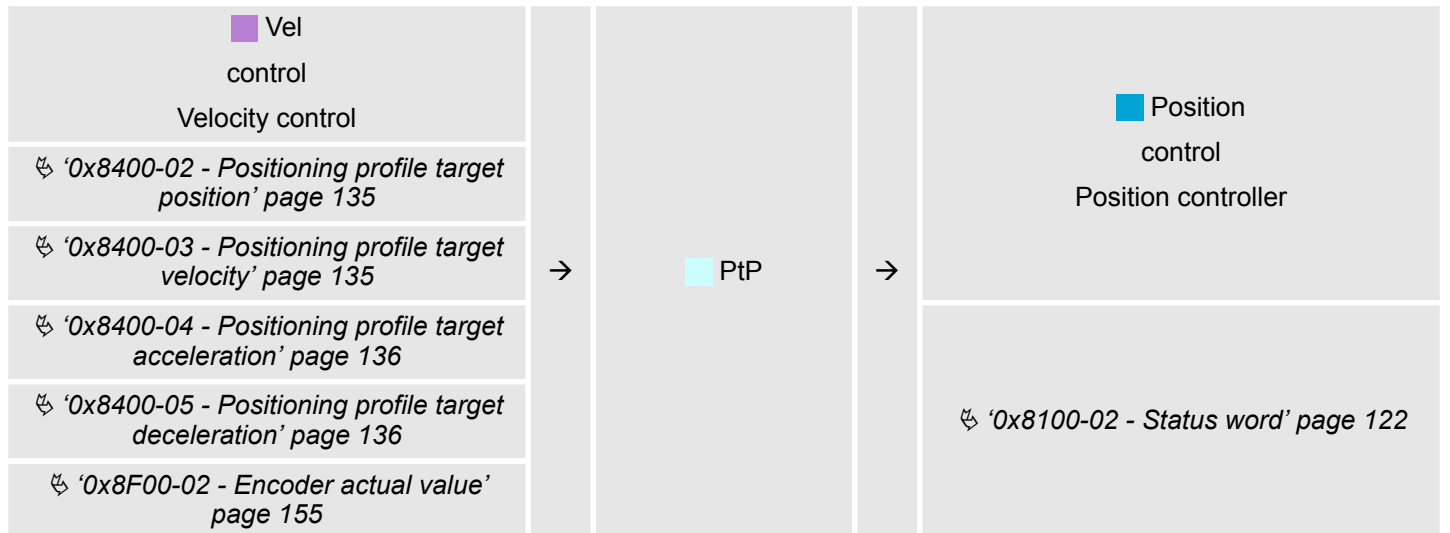 Vel
control
Velocity control
↳ ‘0x8400-02 - Positioning profile target
position’ page 135
↳ ‘0x8400-03 - Positioning profile target
velocity’ page 135
↳ ‘0x8400-04 - Positioning profile target
acceleration’ page 136
↳ ‘0x8400-05 - Positioning profile target
deceleration’ page 136
↳ ‘0x8F00-02 - Encoder actual value’
page 155
→
PtP
→
Position
control
Position controller
↳ ‘0x8100-02 - Status word’ page 122